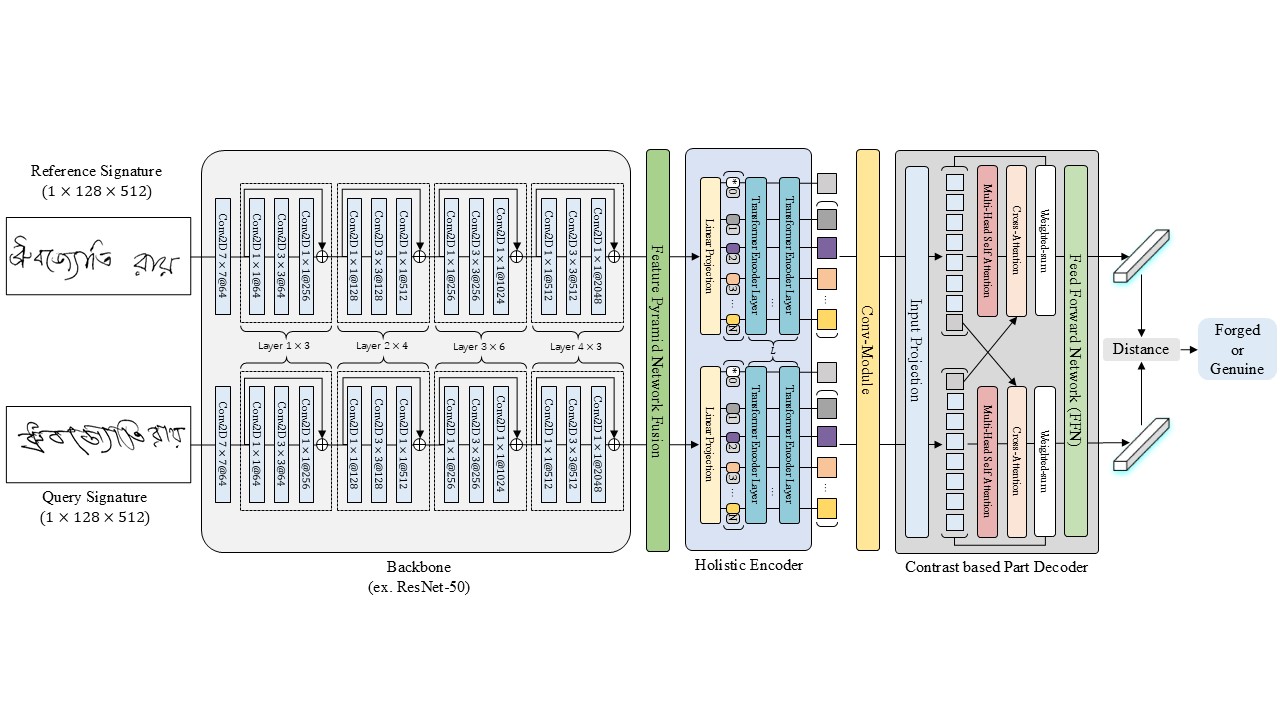 Reference Signature
(1 × 128 × 512)
ধ্রুবজ্যোতি রায়
ধ্রুবজ্যোতি রায়
Query Signature
(1 × 128 × 512)
Conv2D 7 × 7@64
Conv2D 1 × 1@64
Conv2D 3 × 3@64
Conv2D 1 × 1@256
Conv2D 1 × 1@128
Conv2D 3 × 3@128
Conv2D 1 × 1@512
Conv2D 1 × 1@256
Conv2D 3 × 3@256
Conv2D 1 × 1@1024
Conv2D 1 × 1@512
Conv2D 3 × 3@512
Conv2D 1 × 1@2048
Layer 1 × 3
Layer 2 × 4
Layer 3 × 6
Layer 4 × 3
Conv2D 7 × 7@64
Conv2D 1 × 1@64
Conv2D 3 × 3@64
Conv2D 1 × 1@256
Conv2D 1 × 1@128
Conv2D 3 × 3@128
Conv2D 1 × 1@512
Conv2D 1 × 1@256
Conv2D 3 × 3@256
Conv2D 1 × 1@1024
Conv2D 1 × 1@512
Conv2D 3 × 3@512
Conv2D 1 × 1@2048
Backbone
(ex. ResNet-50)
Feature Pyramid Network Fusion
Linear Projection
* 0
1
2
3
...
N
Transformer Encoder Layer
...
Transformer Encoder Layer
...
L
Linear Projection
* 0
1
2
3
...
N
Transformer Encoder Layer
...
Transformer Encoder Layer
...
Holistic Encoder
Conv-Module
Input Projection
Multi-Head Self Attention
Cross-Attention
Weighted-sum
Multi-Head Self Attention
Cross-Attention
Weighted-sum
Feed Forward Network (FFN)
Contrast based Part Decoder
Distance
Forged
or
Genuine